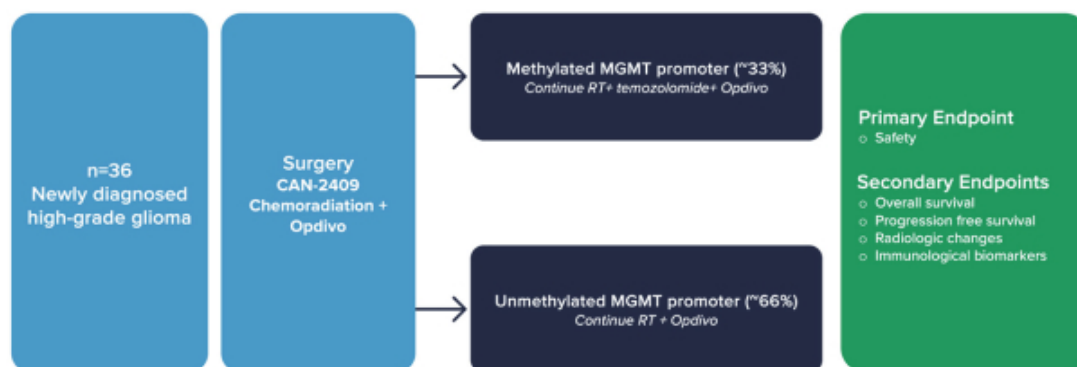 n=36
Newly diagnosed
high-grade glioma
Surgery
CAN-2409
Chemoradiation +
Opdivo
Methylated MGMT promoter (~33%)
Continue RT+ temozolomide+ Opdivo
Unmethylated MGMT promoter (~66%)
Continue RT + Opdivo
Primary Endpoint
o Safety
Secondary Endpoints
o Overall survival
o Progression free survival
o Radiologic changes
o Immunological biomarkers